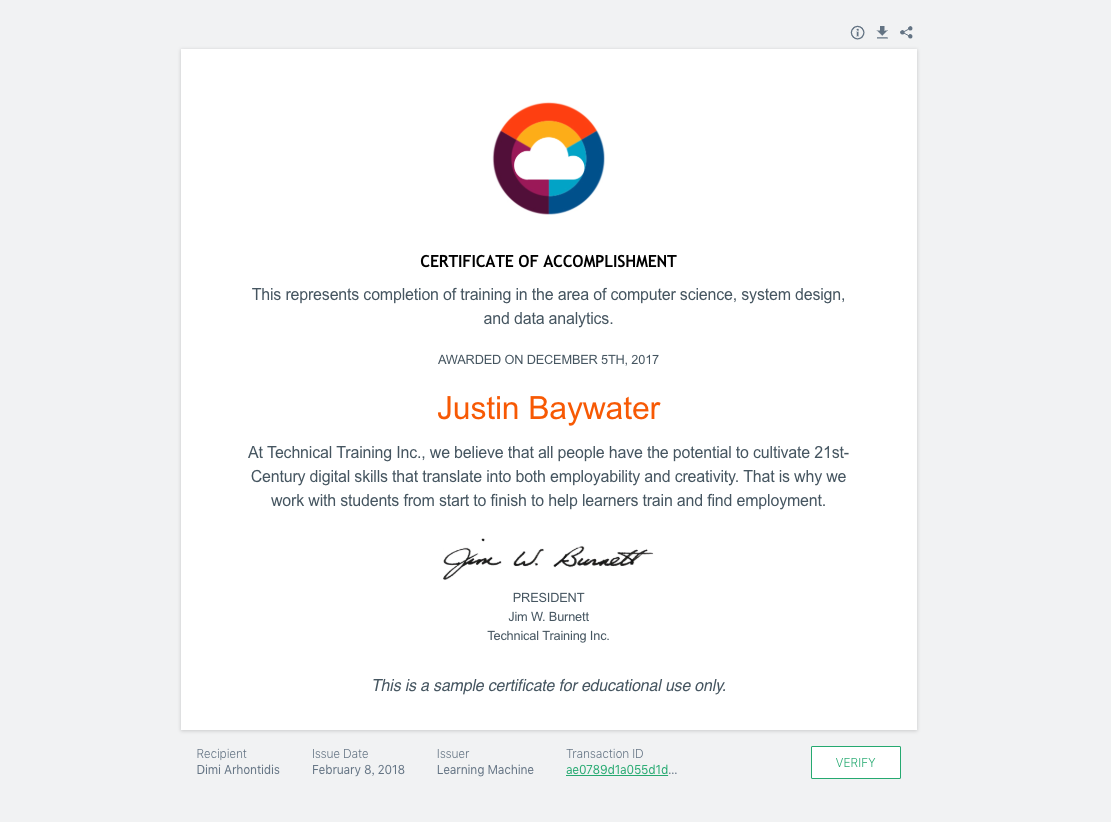 CERTIFICATE OF ACCOMPLISHMENT
This represents completion of training in the area of computer science, system design,
and data analytics.
AWARDED ON DECEMBER 5TH, 2017
Justin Baywater
At Technical Training Inc., we believe that all people have the potential to cultivate 21st-
Century digital skills that translate into both employability and creativity. That is why we
work with students from start to finish to help learners train and find employment.
Jim W. Burnett
PRESIDENT
Jim W. Burnett
Technical Training Inc.
This is a sample certificate for educational use only.
Recipient Issue Date Issuer Transaction ID
Dimi Arhontidis February 8, 2018 Learning Machine ae0789d1a055d1d...
VERIFY